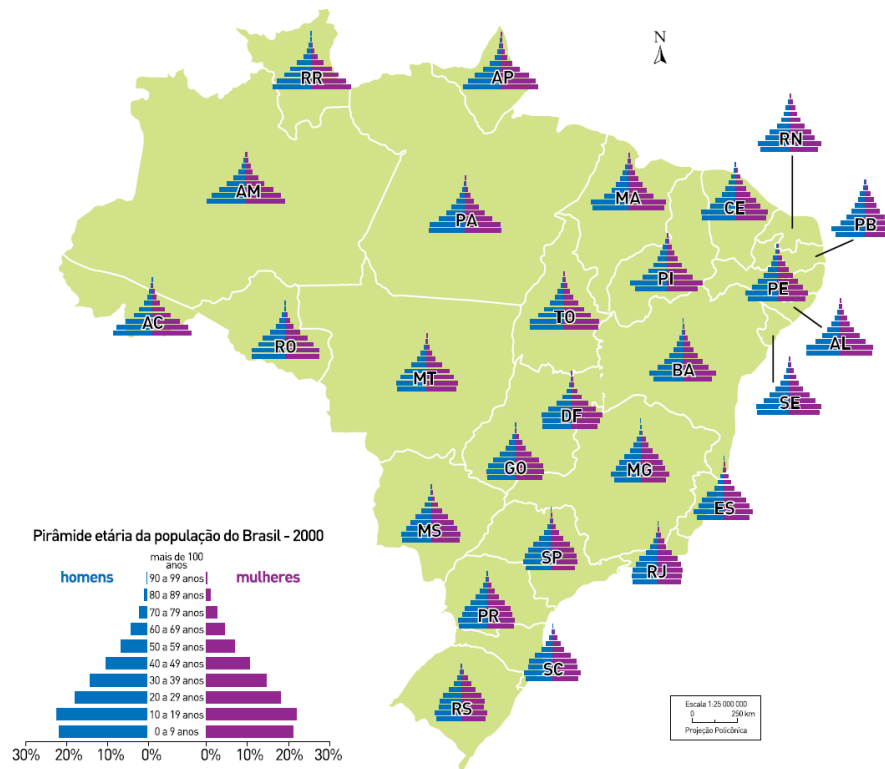 N
RR
AP
RN
AM
PA
MA
CE
PB
PI
PE
AC
RO
TO
AL
MT
BA
SE
DF
GO
MG
ES
MS
SP
RJ
PR
SC
RS
Pirâmide etária da população do Brasil - 2000
homens
mais de 100
anos
mulheres
90 a 99 anos
80 a 89 anos
70 a 79 anos
60 a 69 anos
50 a 59 anos
40 a 49 anos
30 a 39 anos
20 a 29 anos
10 a 19 anos
0 a 9 anos
30% 20% 10% 0% 0% 10% 20% 30%
Escala 1:25 000 000
0 250 km
Projeção Policônica